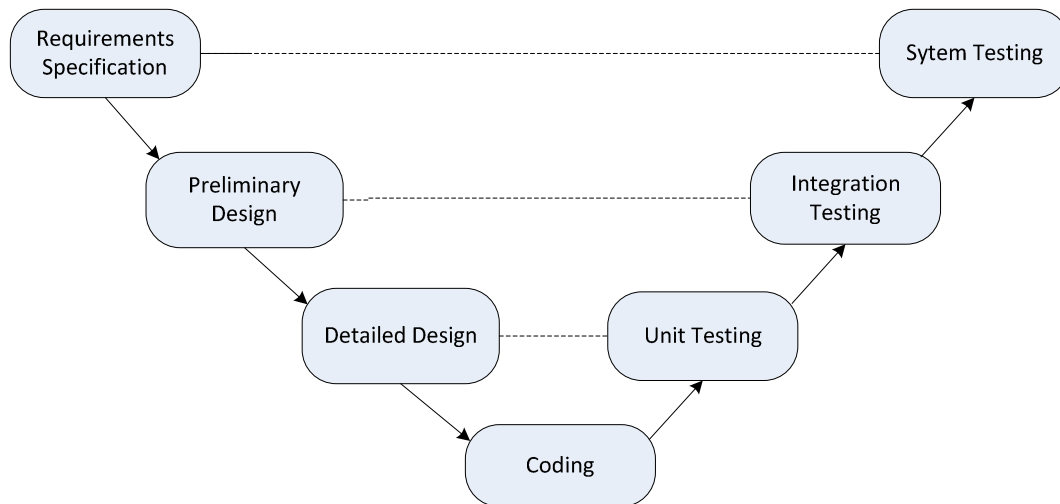 Requirements
Specification
Sytem Testing
Preliminary
Design
Integration
Testing
Detailed Design
Unit Testing
Coding